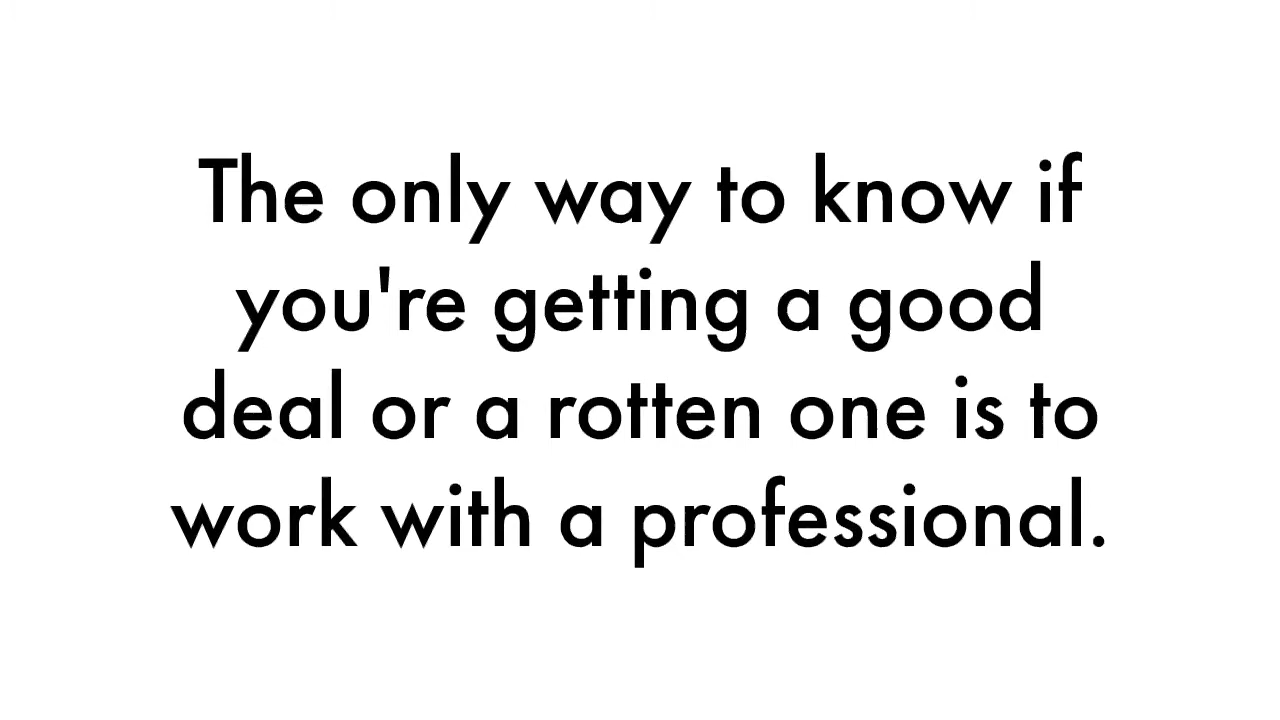 The only way to know if
you're getting a good
deal or a rotten one is to
work with a professional.